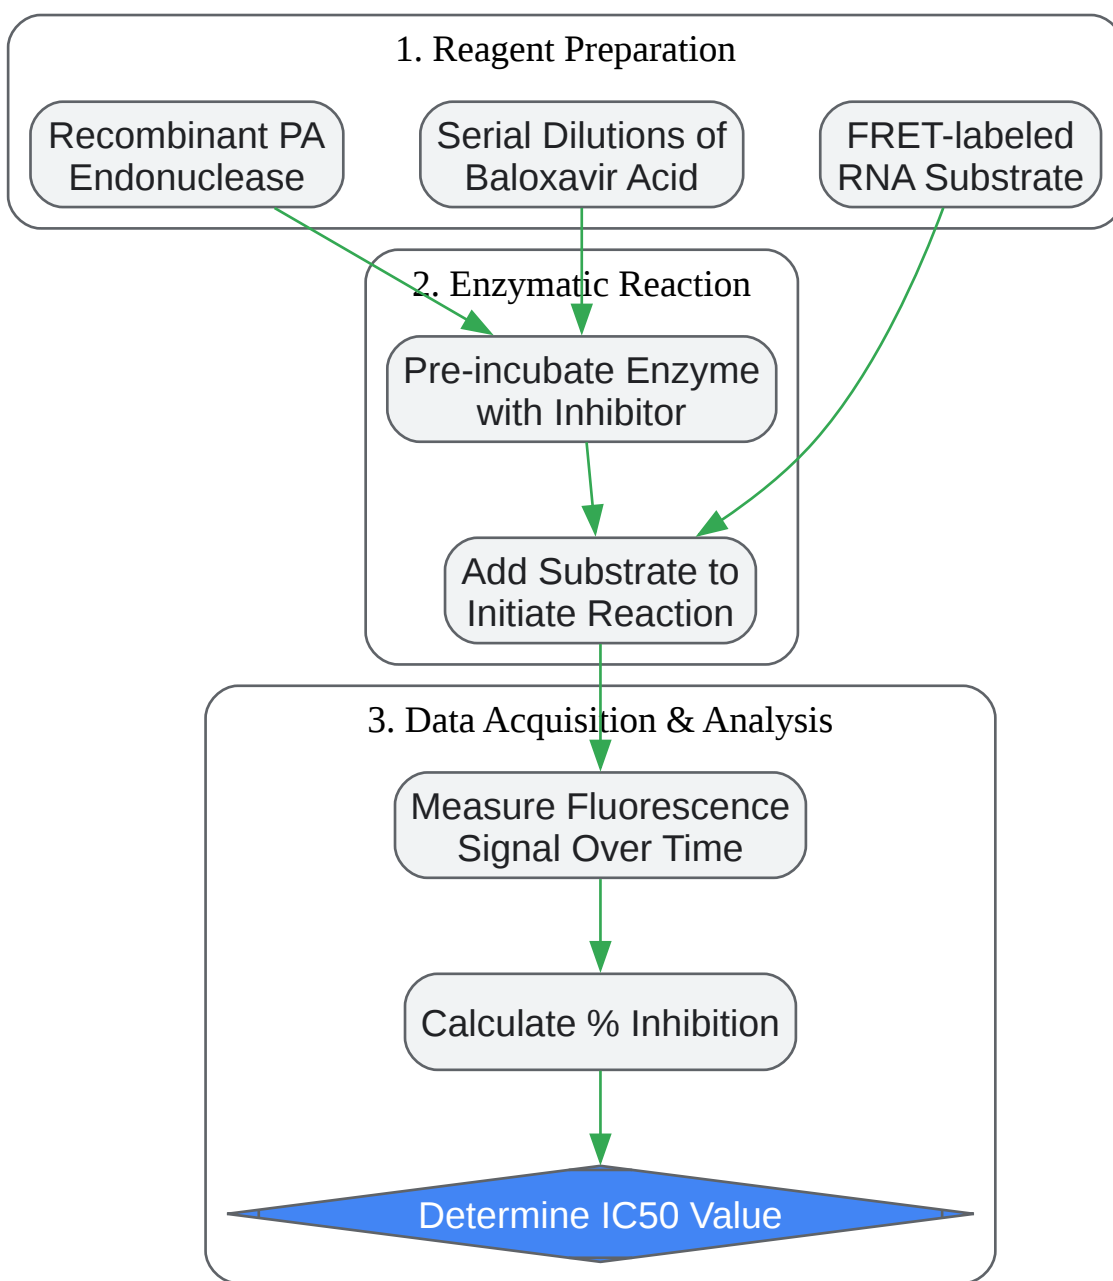 1. Reagent Preparation
Recombinant PA
Endonuclease
Serial Dilutions of
Baloxavir Acid
FRET-labeled
RNA Substrate
2. Enzymatic Reaction
Pre-incubate Enzyme
with Inhibitor
Add Substrate to
Initiate Reaction
3. Data Acquisition & Analysis
Measure Fluorescence
Signal Over Time
Calculate % Inhibition
Determine IC50 Value